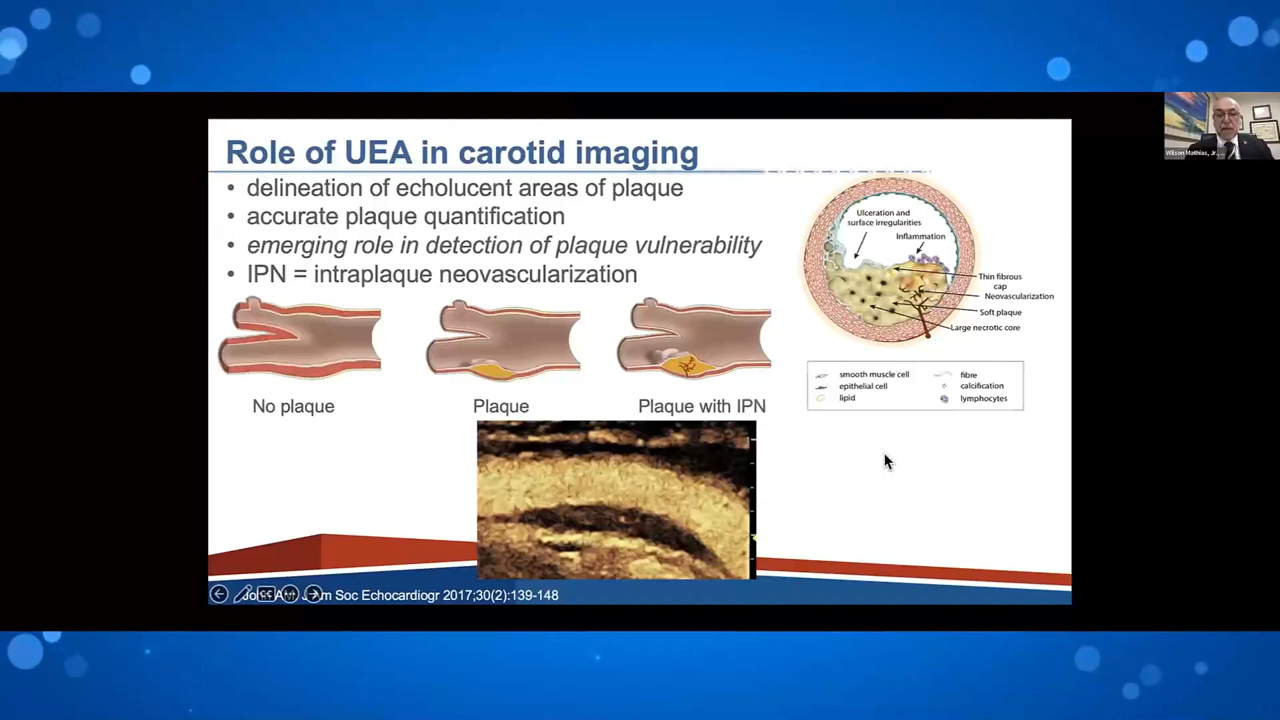 Role of UEA in carotid imaging
• delineation of echolucent areas of plaque
• accurate plaque quantification
• emerging role in detection of plaque vulnerability
• IPN = intraplaque neovascularization
No plaque
Plaque
Plaque with IPN
Ulceration and
surface irregularities
Inflammation
Thin fibrous
cap
Neovascularization
Soft plaque
Large necrotic core
smooth muscle cell
epithelial cell
lipid
fibre
calcification
lymphocytes
Soc Echocardiogr 2017;30(2):139-148
Wilson Mathias, Jr.,